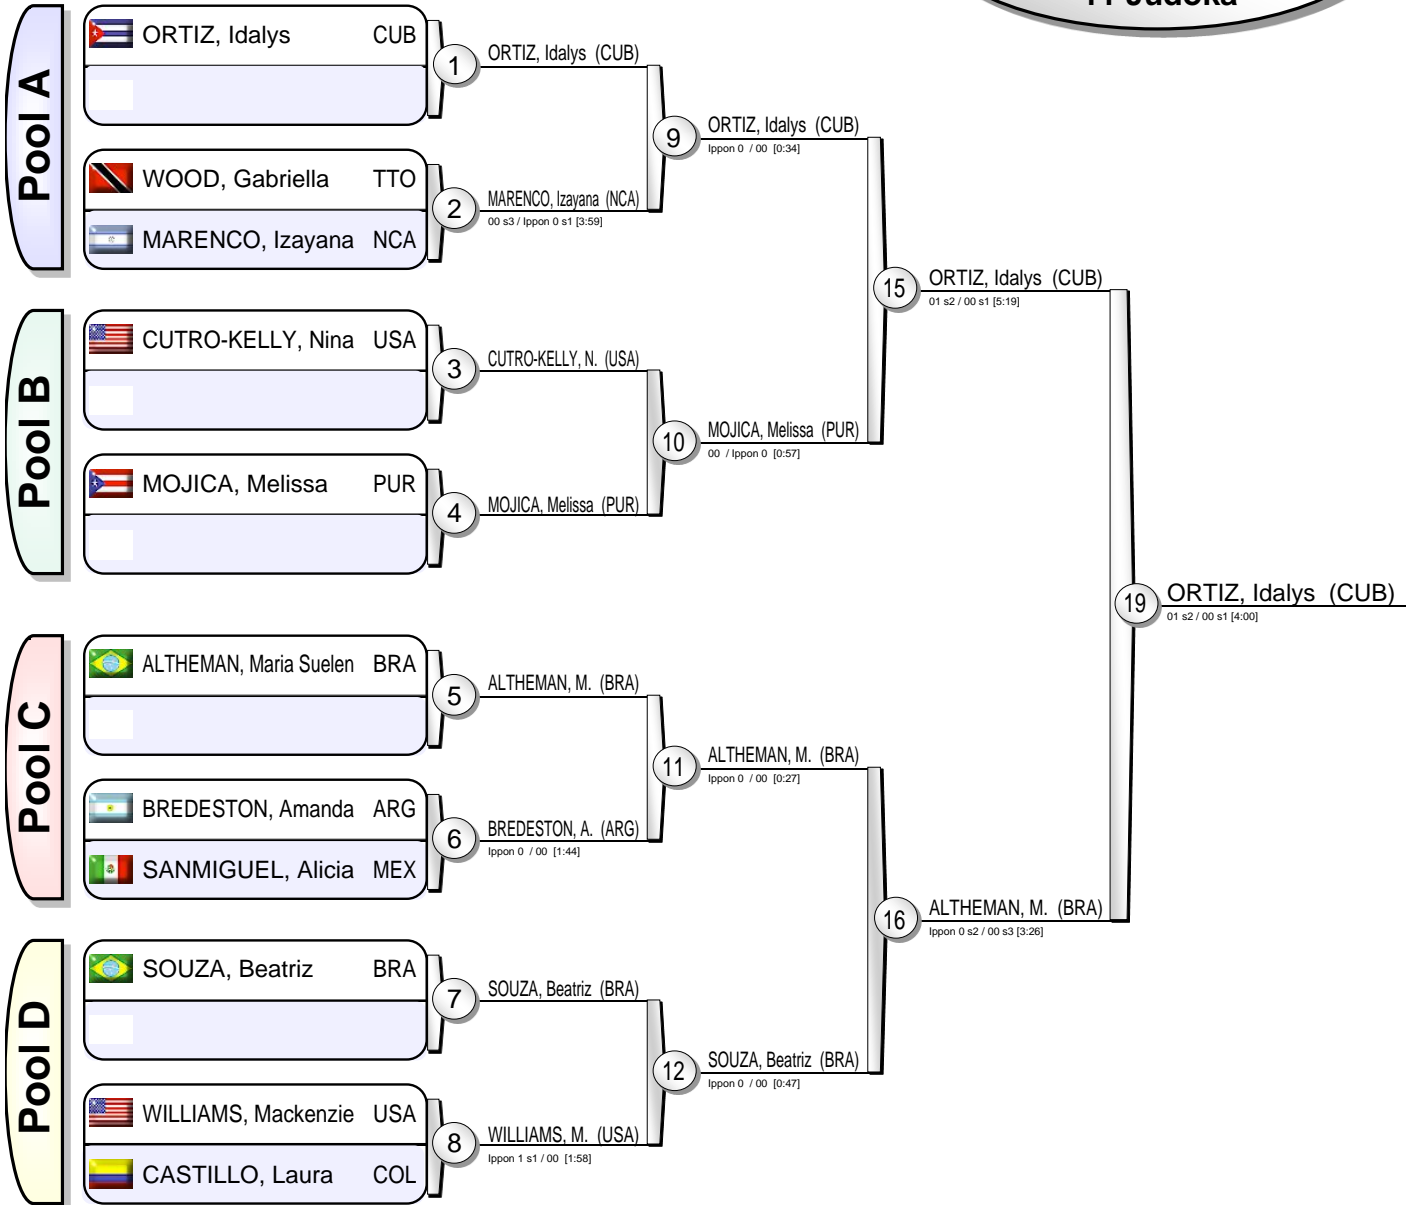 11 Judoka
Pool A
ORTIZ, Idalys CUB
WOOD, Gabriella TTO
MARENCO, Izayana NCA
1
ORTIZ, Idalys (CUB)
2
MARENCO, Izayana (NCA)
00 s3 / Ippon 0 s1 [3:59]
9
ORTIZ, Idalys (CUB)
Ippon 0 / 00 [0:34]
Pool B
CUTRO-KELLY, Nina USA
MOJICA, Melissa PUR
3
CUTRO-KELLY, N. (USA)
4
MOJICA, Melissa (PUR)
10
MOJICA, Melissa (PUR)
00 / Ippon 0 [0:57]
15
ORTIZ, Idalys (CUB)
01 s2 / 00 s1 [5:19]
Pool C
ALTHEMAN, Maria Suelen BRA
BREDESTON, Amanda ARG
SANMIGUEL, Alicia MEX
5
ALTHEMAN, M. (BRA)
6
BREDESTON, A. (ARG)
Ippon 0 / 00 [1:44]
11
ALTHEMAN, M. (BRA)
Ippon 0 / 00 [0:27]
Pool D
SOUZA, Beatriz BRA
WILLIAMS, Mackenzie USA
CASTILLO, Laura COL
7
SOUZA, Beatriz (BRA)
8
WILLIAMS, M. (USA)
Ippon 1 s1 / 00 [1:58]
12
SOUZA, Beatriz (BRA)
Ippon 0 / 00 [0:47]
16
ALTHEMAN, M. (BRA)
Ippon 0 s2 / 00 s3 [3:26]
19
ORTIZ, Idalys (CUB)
01 s2 / 00 s1 [4:00]